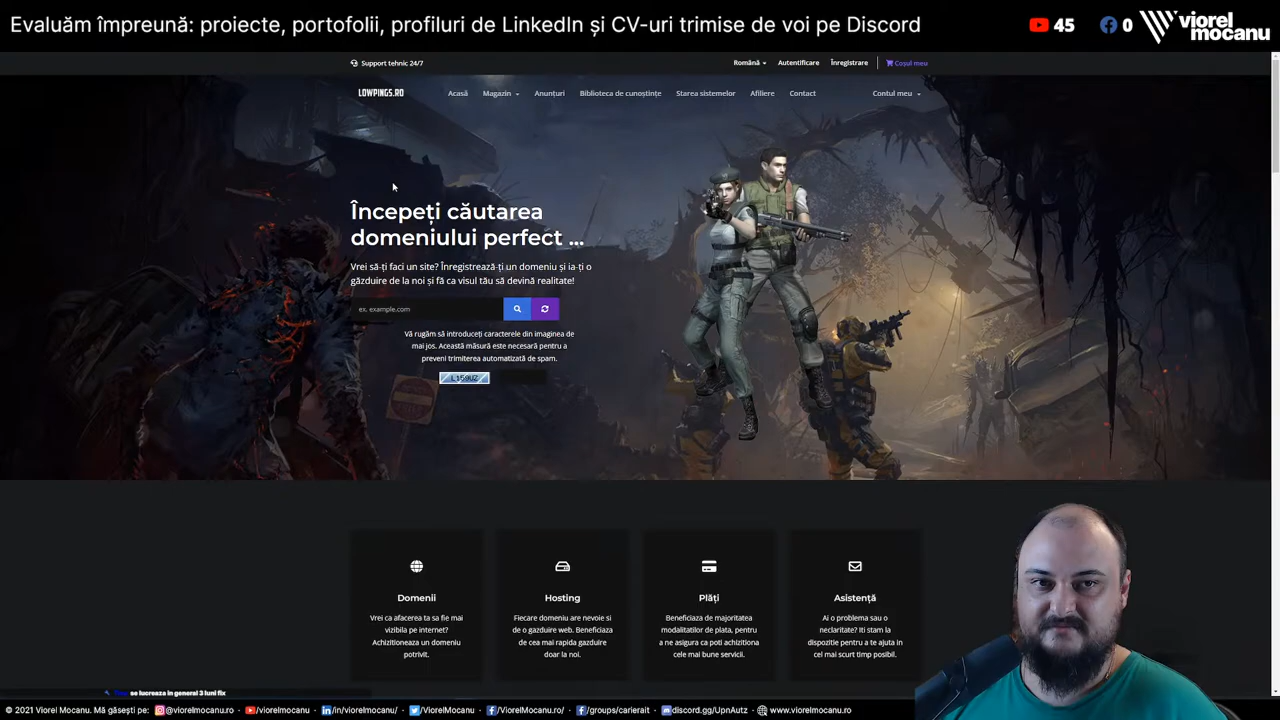 Evaluăm împreună: proiecte, portofolii, profiluri de LinkedIn și CV-uri trimise de voi pe Discord
45
0
viorel mocanu
Support tehnic 24/7
Română
Autentificare
Înregistrare
Coșul meu
LOWPINGS.RO
Acasă
Magazin
Anunțuri
Biblioteca de cunoștințe
Starea sistemelor
Afiliere
Contact
Contul meu
Începeți căutarea
domeniului perfect ...
Vrei să-ți faci un site? Înregistrează-ți un domeniu și ia-ți o
găzduire de la noi și fă ca visul tău să devină realitate!
ex. example.com
Vă rugăm să introduceți caracterele din imaginea de
mai jos. Această măsură este necesară pentru a
preveni trimiterea automatizată de spam.
Domenii
Vrei ca afacerea ta sa fie mai
vizibila pe internet?
Achizitioneaza un domeniu
potrivit.
Hosting
Fiecare domeniu are nevoie si
de o gazduire web. Beneficiaza
de cea mai rapida gazduire
doar la noi.
Plăți
Beneficiaza de majoritatea
modalitatilor de plata, pentru
a ne asigura ca poti achizitiona
cele mai bune servicii.
Asistență
Ai o problema sau o
neclaritate? Iti stam la
dispozitie pentru a te ajuta in
cel mai scurt timp posibil.
se lucreaza in general 3 luni fix
© 2021 Viorel Mocanu. Mă găsești pe:
@viorelmocanu
/viorelmocanu
/in/viorelmocanu/
/ViorelMocanu
/ViorelMocanu.ro/
/groups/carierait
discord.gg/UpnAutz
www.viorelmocanu.ro